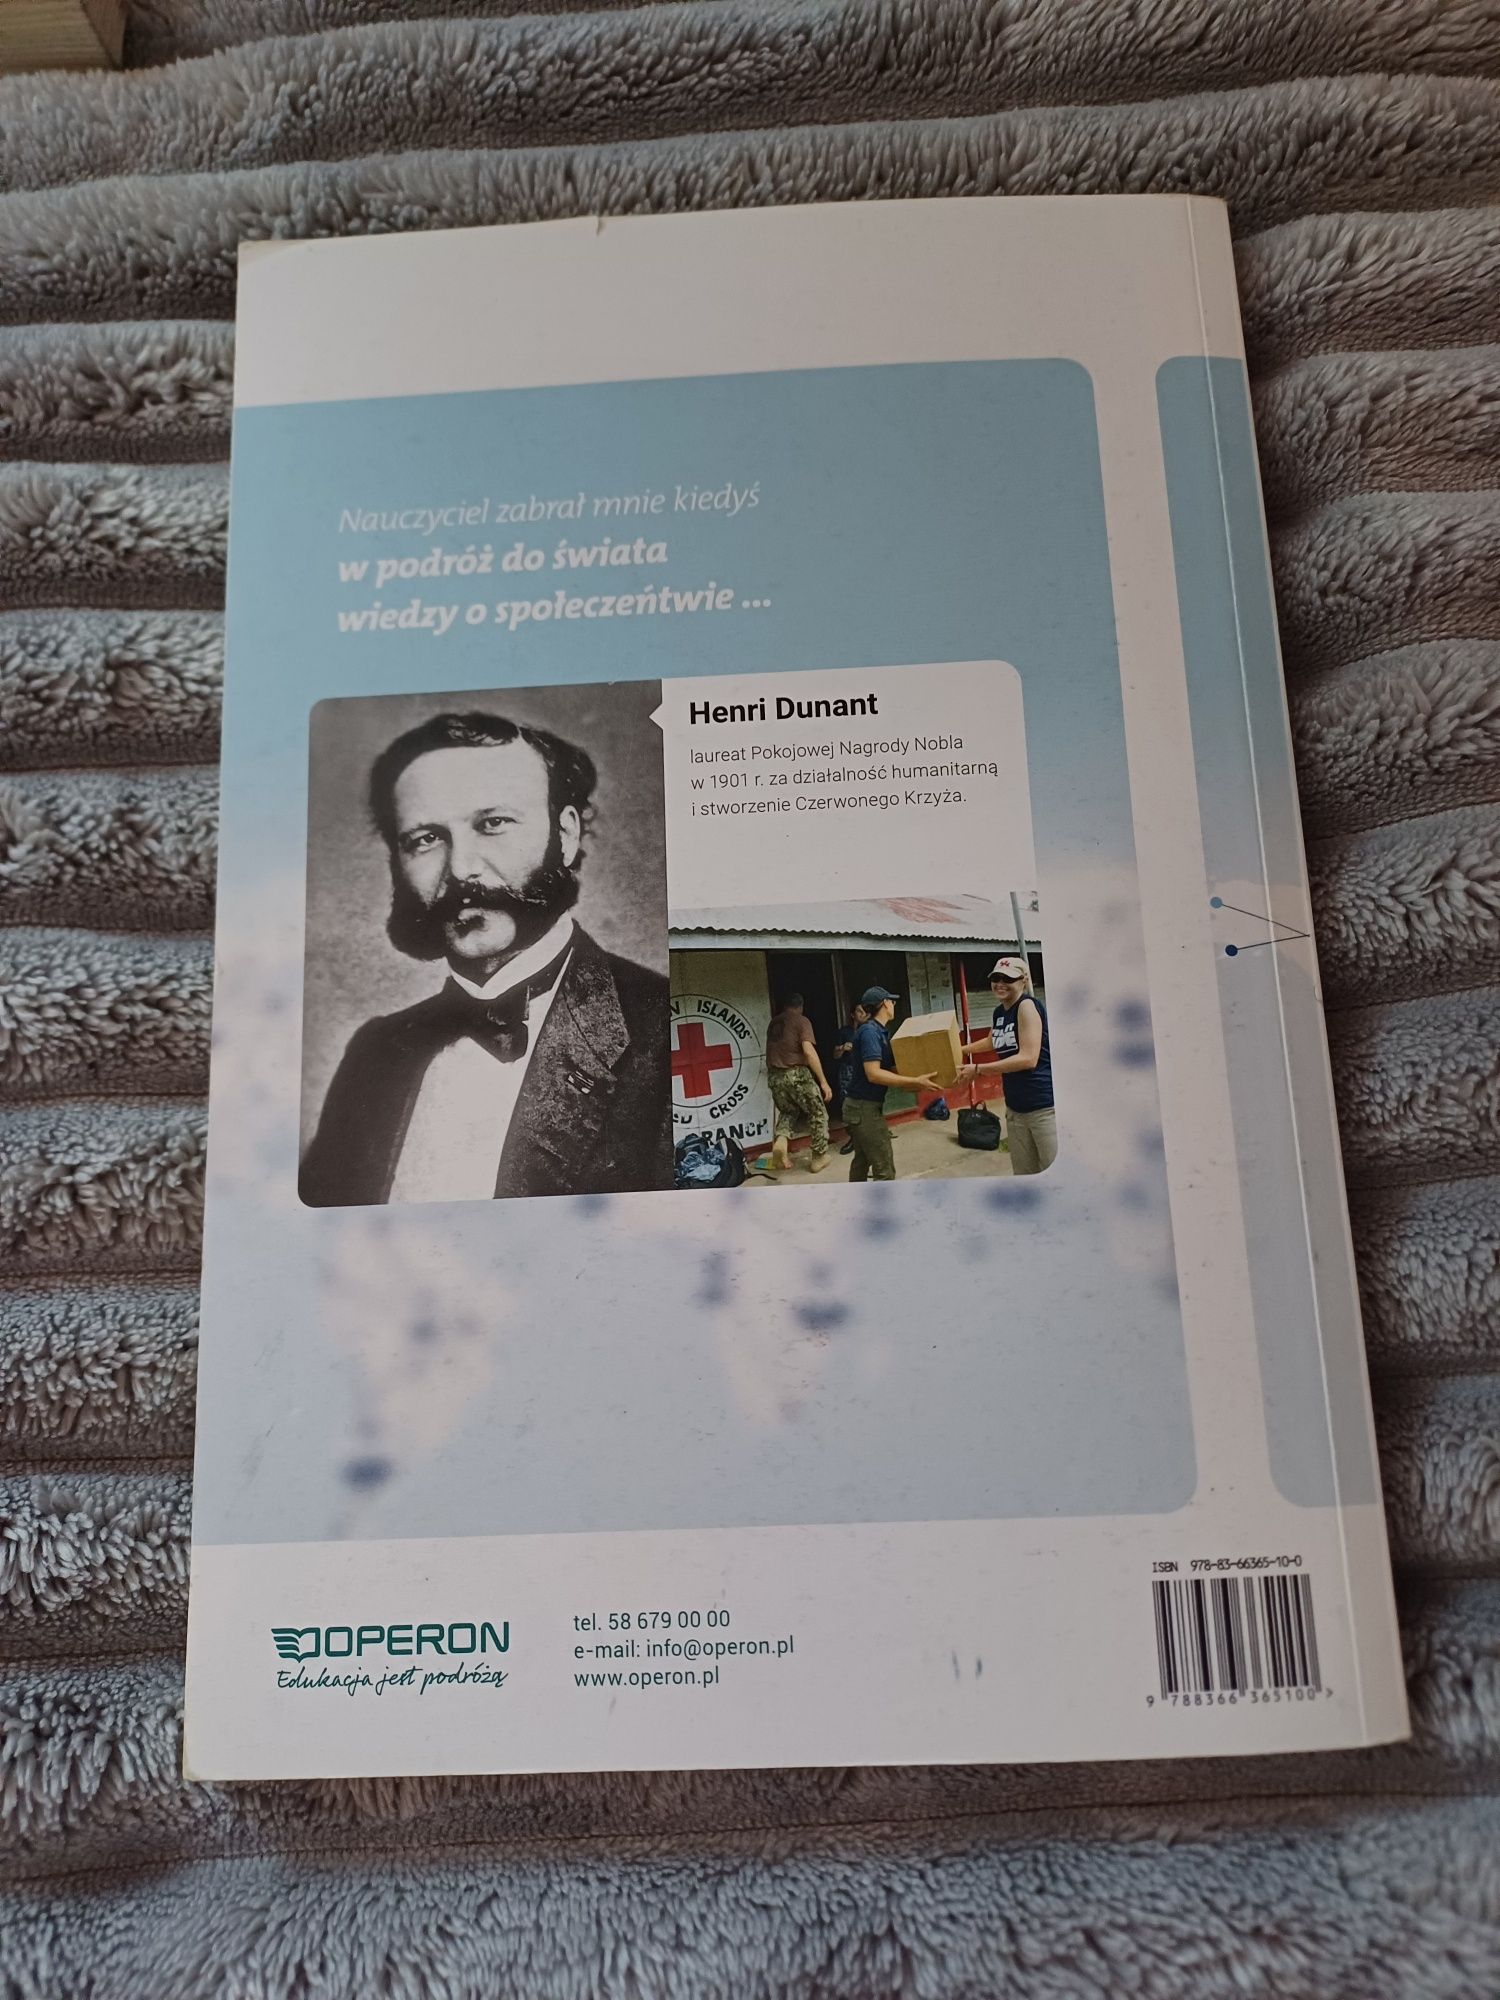 Nauczyciel zabrał mnie kiedyś
w podróż do świata
wiedzy o społeczeńtwie ...
Henri Dunant
laureat Pokojowej Nagrody Nobla
w 1901 r. za działalność humanitarną
i stworzenie Czerwonego Krzyża.
ISLANDS
CROSS
RANCH
ISBN 978-83-66365-10-0
OPERON
Edukacja jest podróżą
tel. 58 679 00 00
e-mail: info@operon.pl
www.operon.pl
9 788366 365100 >